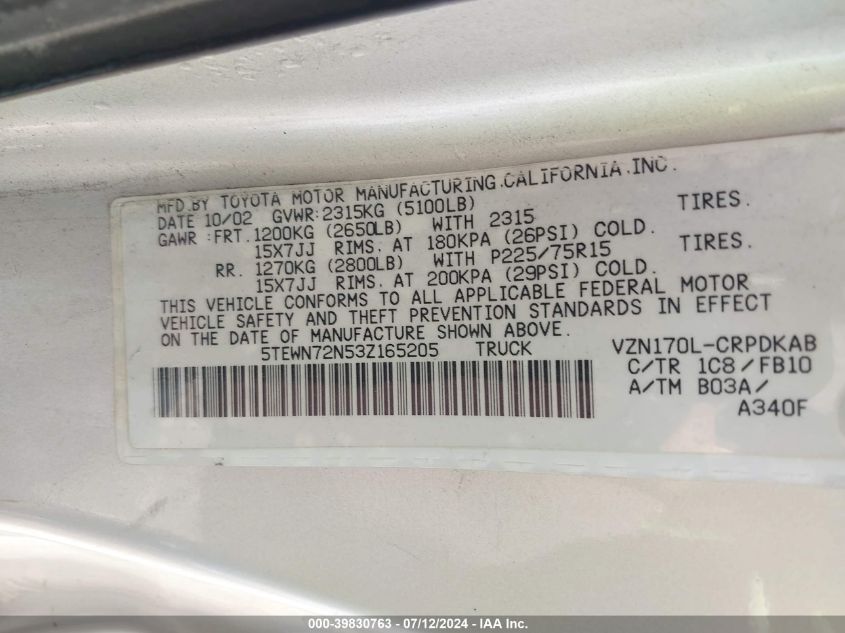 MFD.BY TOYOTA MOTOR MANUFACTURING,CALIFORNIA,INC.
DATE 10/02 GVWR:2315KG (5100LB)
GAWR :FRT.1200KG (2650LB) WITH 2315 TIRES.
15X7JJ RIMS. AT 180KPA (26PSI) COLD.
RR. 1270KG (2800LB) WITH P225/75R15 TIRES.
15X7JJ RIMS. AT 200KPA (29PSI) COLD.
THIS VEHICLE CONFORMS TO ALL APPLICABLE FEDERAL MOTOR
VEHICLE SAFETY AND THEFT PREVENTION STANDARDS IN EFFECT
ON THE DATE OF MANUFACTURE SHOWN ABOVE.
5TEWN72N53Z165205 TRUCK VZN170L-CRPDKAB
C/TR 1C8/FB10
A/TM B03A/
A340F
000-39830763 - 07/12/2024 - IAA Inc.